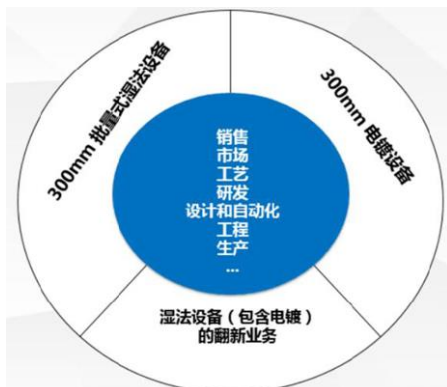 300mm 批量式湿法设备
300mm 电镀设备
销售
市场
工艺
研发
设计和自动化
工程
生产
...
湿法设备（包含电镀）
的翻新业务